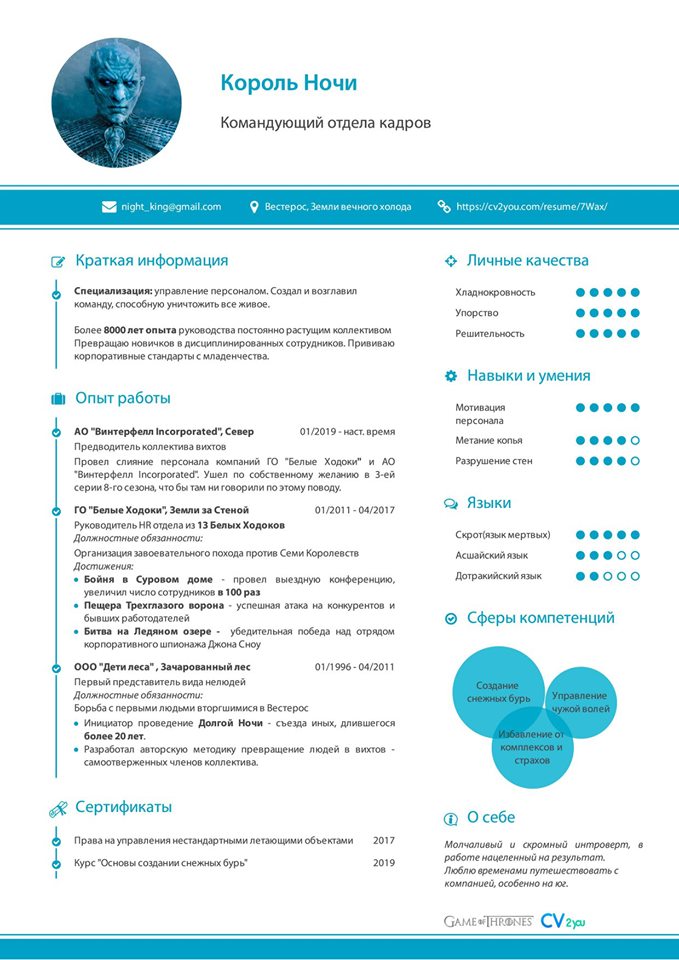 Король Ночи
Командующий отдела кадров
night_king@gmail.com
Вестерос, Земли вечного холода
https://cv2you.com/resume/7Wax/
Краткая информация
Специализация: управление персоналом. Создал и возглавил
команду, способную уничтожить все живое.
Более 8000 лет опыта руководства постоянно растущим коллективом
Превращаю новичков в дисциплинированных сотрудников. Прививаю
корпоративные стандарты с младенчества.
Опыт работы
АО "Винтерфелл Incorporated", Север 01/2019 - наст. время
Предводитель коллектива вихтов
Провел слияние персонала компаний ГО "Белые Ходоки" и АО
"Винтерфелл Incorporated". Ушел по собственному желанию в 3-ей
серии 8-го сезона, что бы там ни говорили по этому поводу.
ГО "Белые Ходоки", Земли за Стеной 01/2011 - 04/2017
Руководитель HR отдела из 13 Белых Ходоков
Должностные обязанности:
Организация завоевательного похода против Семи Королевств
Достижения:
Бойня в Суровом доме - провел выездную конференцию,
увеличил число сотрудников в 100 раз
Пещера Трехглазого ворона - успешная атака на конкурентов и
бывших работодателей
Битва на Ледяном озере - убедительная победа над отрядом
корпоративного шпиона Джона Сноу
ООО "Дети леса" , Зачарованный лес 01/1996 - 04/2011
Первый представитель вида нелюдей
Должностные обязанности:
Борьба с первыми людьми вторгшимися в Вестерос
Инициатор проведение Долгой Ночи - съезда иных, длившегося
более 20 лет.
Разработал авторскую методику превращение людей в вихтов -
самоотверженных членов коллектива.
Сертификаты
Права на управления нестандартными летающими объектами 2017
Курс "Основы создании снежных бурь" 2019
Личные качества
Хладнокровность
Упорство
Решительность
Навыки и умения
Мотивация
персонала
Метание копья
Разрушение стен
Языки
Скрот(язык мертвых)
Асшайский язык
Дотракийский язык
Сферы компетенций
Создание
снежных бурь
Управление
чужой волей
Избавление от
комплексов и
страхов
О себе
Молчаливый и скромный интроверт, в
работе нацеленный на результат.
Люблю временами путешествовать с
компанией, особенно на юг.
GAME OF THRONES CV2you